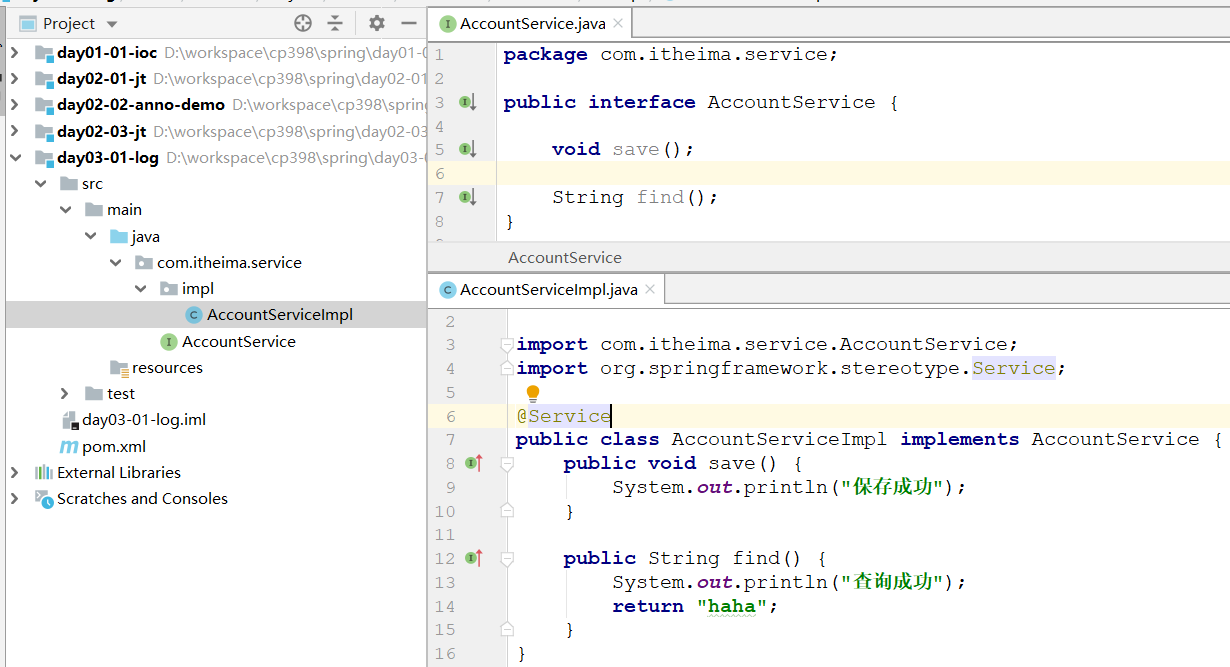 Project
day01-01-ioc D:\workspace\cp398\spring\day01-0
day02-01-jt D:\workspace\cp398\spring\day02-01
day02-02-anno-demo D:\workspace\cp398\spring
day02-03-jt D:\workspace\cp398\spring\day02-03
day03-01-log D:\workspace\cp398\spring\day03-
src
main
java
com.itheima.service
impl
AccountServiceImpl
AccountService
resources
test
day03-01-log.iml
pom.xml
External Libraries
Scratches and Consoles
AccountService.java
1 package com.itheima.service;
2
3 public interface AccountService {
4
5 void save();
6
7 String find();
8 }
AccountService
AccountServiceImpl.java
2
3 import com.itheima.service.AccountService;
4 import org.springframework.stereotype.Service;
5
6 @Service
7 public class AccountServiceImpl implements AccountService {
8 public void save() {
9 System.out.println("保存成功");
10 }
11
12 public String find() {
13 System.out.println("查询成功");
14 return "haha";
15 }
16 }